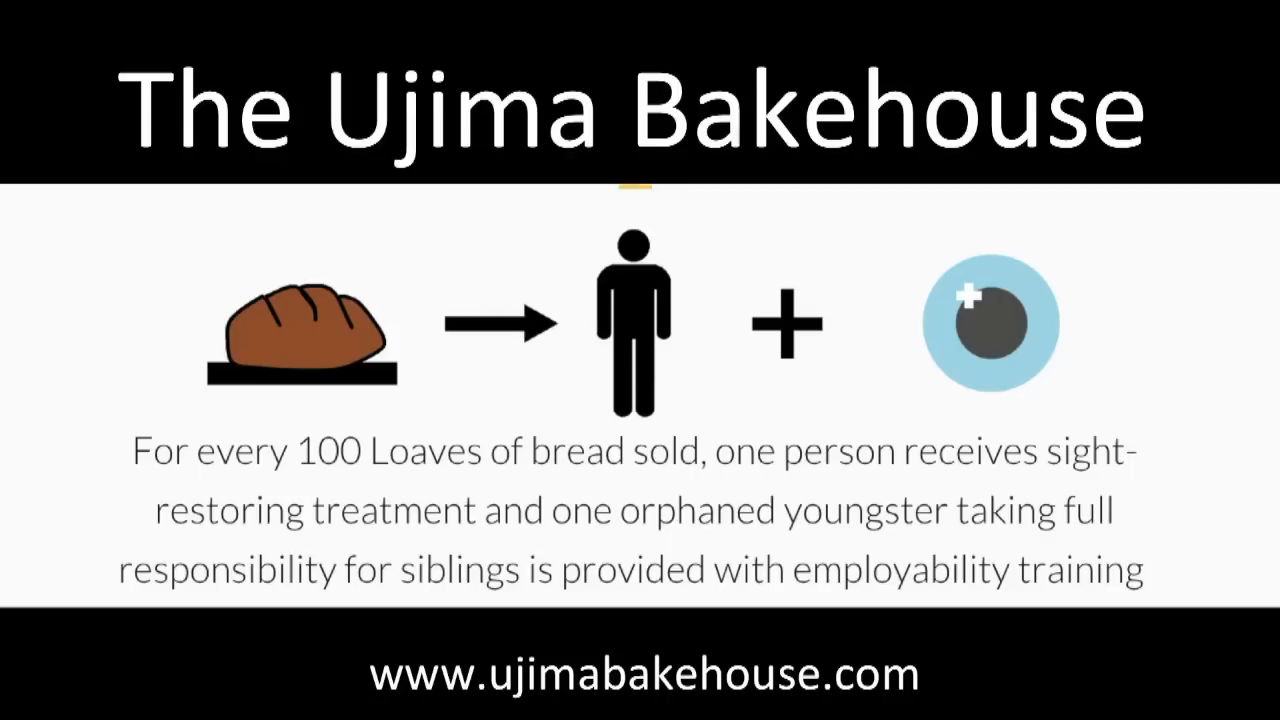 The Ujima Bakehouse
For every 100 Loaves of bread sold, one person receives sight-
restoring treatment and one orphaned youngster taking full
responsibility for siblings is provided with employability training
www.ujimabakehouse.com